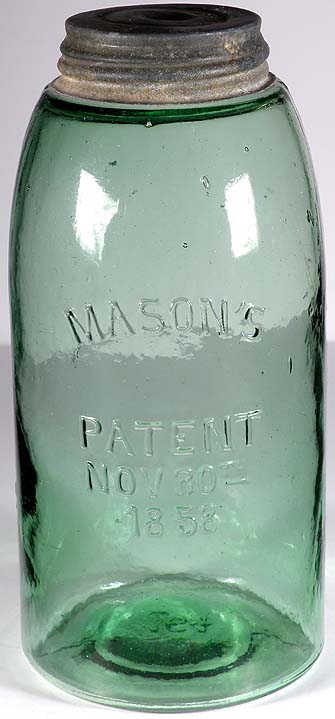 MASON'S
PATENT
NOV 30TH
1858